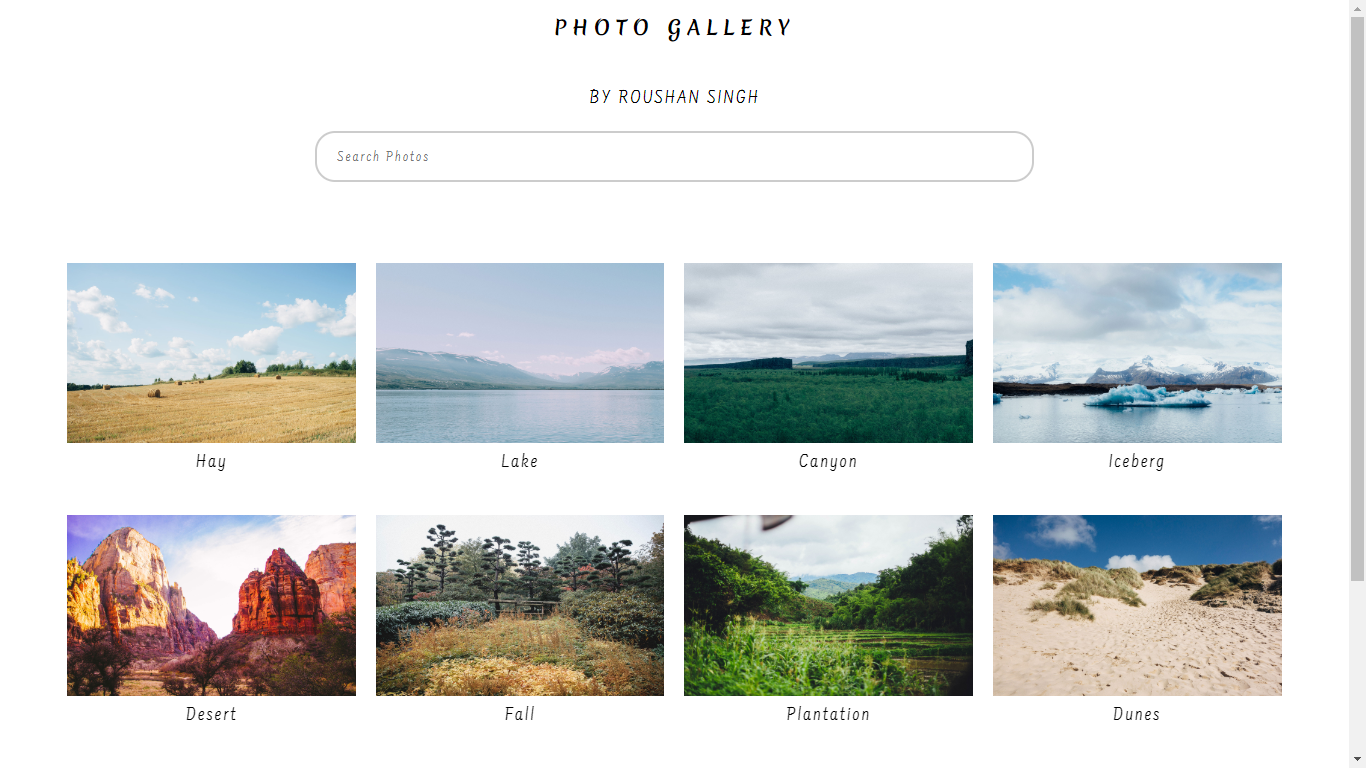 PHOTO GALLERY
BY ROUSHAN SINGH
Search Photos
Hay
Lake
Canyon
Iceberg
Desert
Fall
Plantation
Dunes